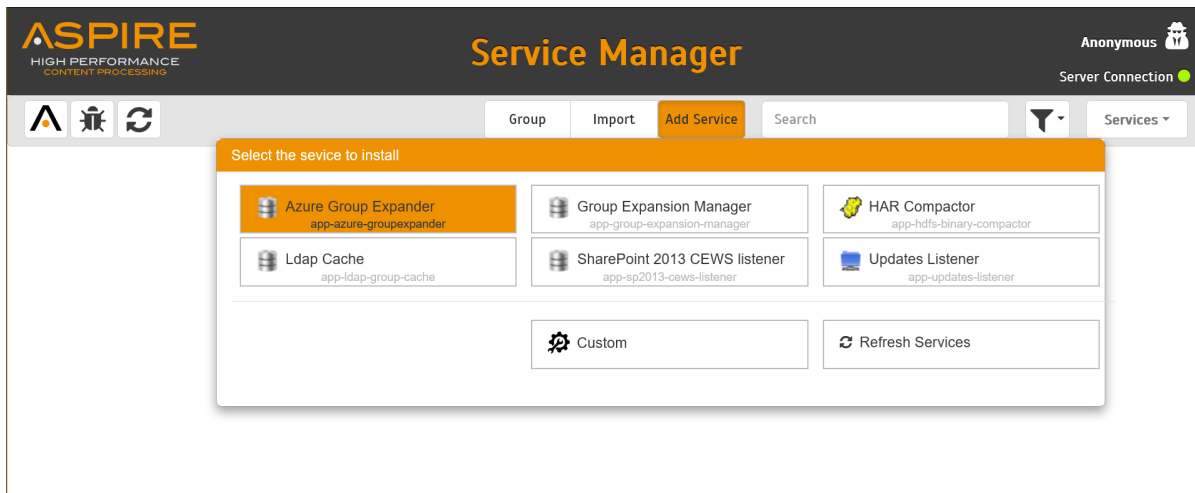 ASPIRE
HIGH PERFORMANCE
CONTENT PROCESSING
Service Manager
Anonymous
Server Connection
Group
Import
Add Service
Search
Services
Select the sevice to install
Azure Group Expander
app-azure-groupexpander
Group Expansion Manager
app-group-expansion-manager
HAR Compactor
app-hdfs-binary-compactor
Ldap Cache
app-ldap-group-cache
SharePoint 2013 CEWS listener
app-sp2013-cews-listener
Updates Listener
app-updates-listener
Custom
Refresh Services